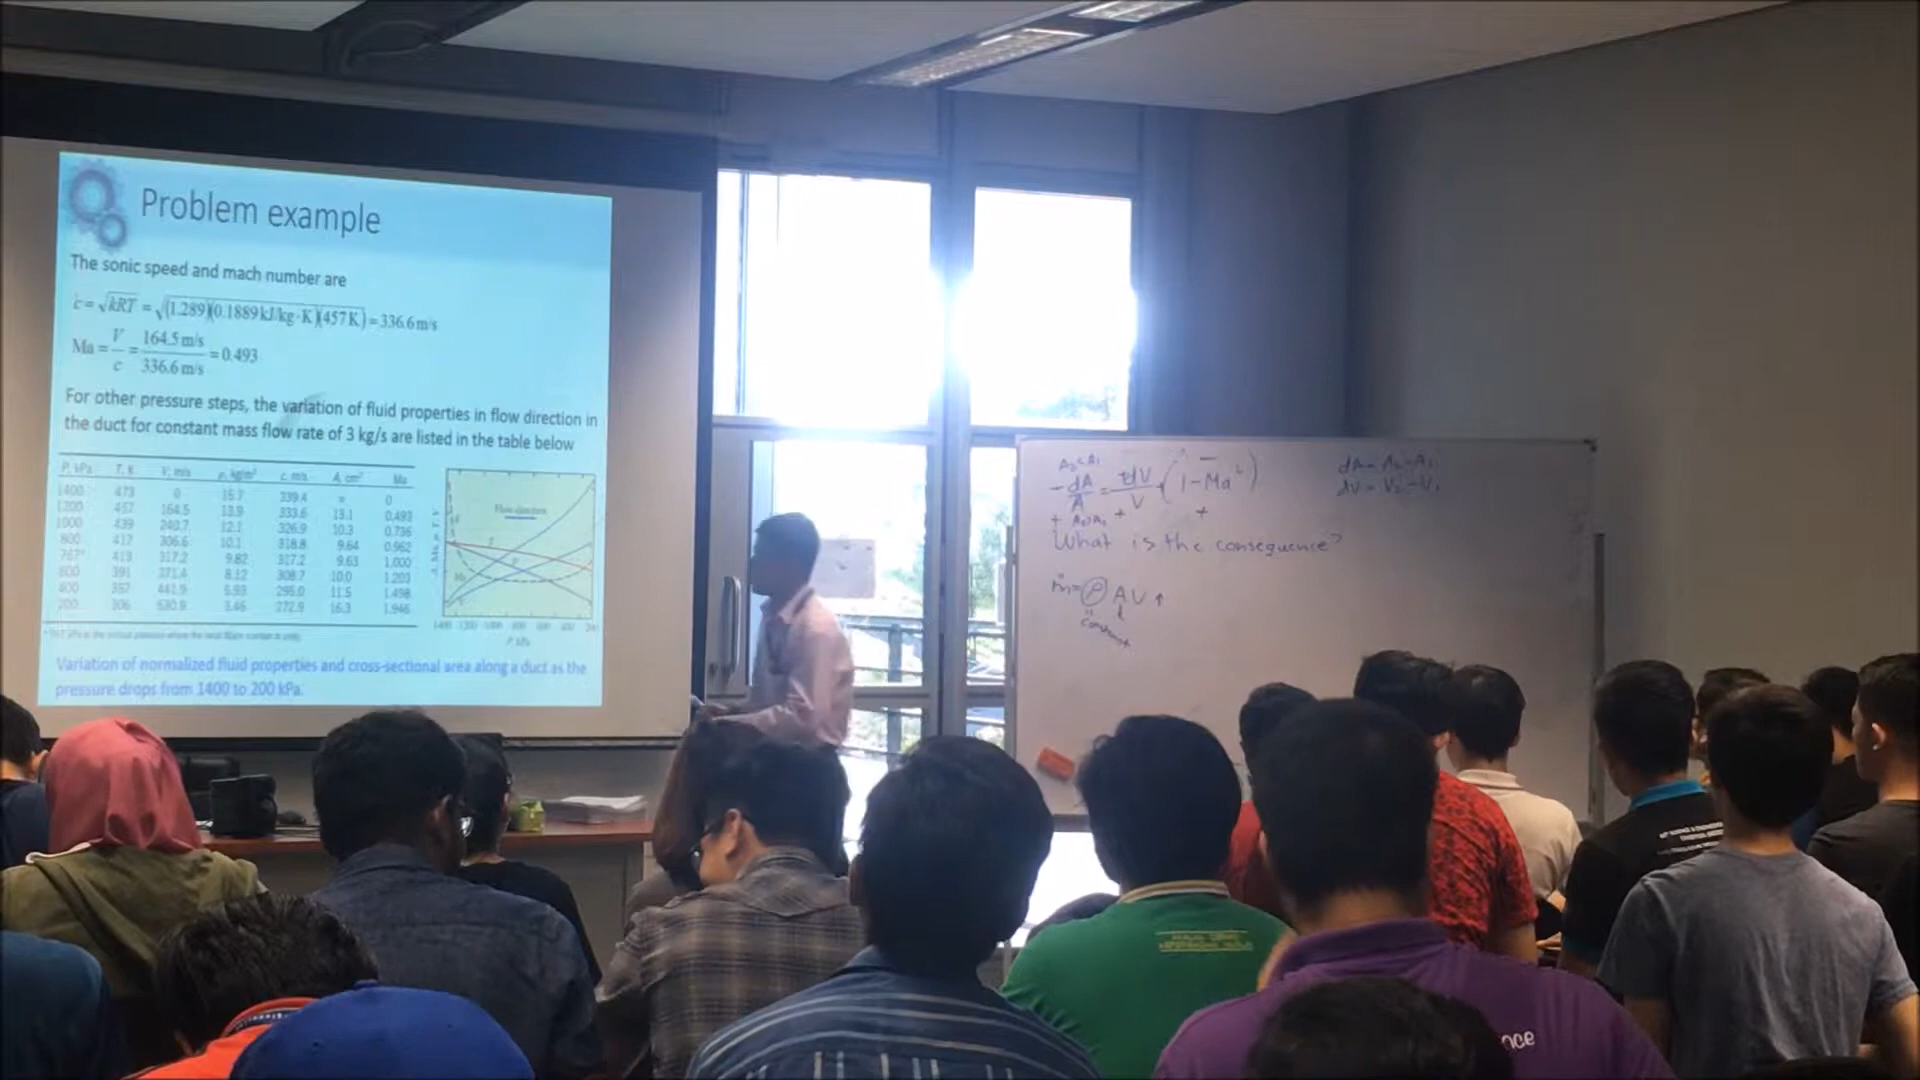 Problem example
The sonic speed and mach number are
c = √kRT = √(1.289)(0.1889 kJ/kg·K)(457 K) = 336.6 m/s
Ma = V/c = 164.5 m/s / 336.6 m/s = 0.493
For other pressure steps, the variation of fluid properties in flow direction in
the duct for constant mass flow rate of 3 kg/s are listed in the table below
P, kPa T, K V, m/s ρ, kg/m³ c, m/s A, cm² Ma
1400 473 0 15.7 339.4 ∞ 0
1200 457 164.5 13.9 333.6 13.1 0.493
1000 439 240.7 12.1 326.9 10.3 0.736
800 417 306.6 10.1 318.8 9.64 0.962
767* 413 317.2 9.82 317.2 9.63 1.000
600 391 371.4 8.12 308.7 10.0 1.203
400 357 441.9 5.93 295.0 11.5 1.498
200 306 530.9 3.46 272.9 16.3 1.946
Flow direction
P, kPa
Variation of normalized fluid properties and cross-sectional area along a duct as the
pressure drops from 1400 to 200 kPa.
A₂<A₁
- dA/A = dV/V (1-Ma²)
dA = A₂-A₁
dV = V₂-V₁
What is the consequence?
ṁ = ρ A V ↑
constant
nce